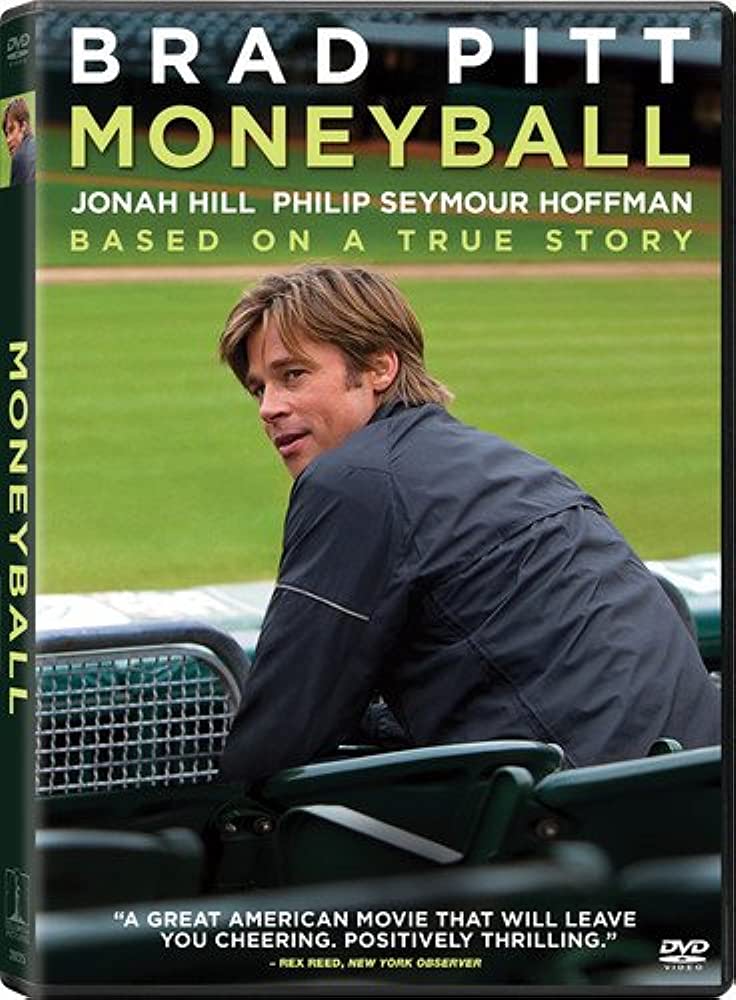 BRAD PITT
MONEYBALL
JONAH HILL PHILIP SEYMOUR HOFFMAN
BASED ON A TRUE STORY
DVD
MONEYBALL
“A GREAT AMERICAN MOVIE THAT WILL LEAVE
YOU CHEERING. POSITIVELY THRILLING.”
– REX REED, NEW YORK OBSERVER
DVD
VIDEO